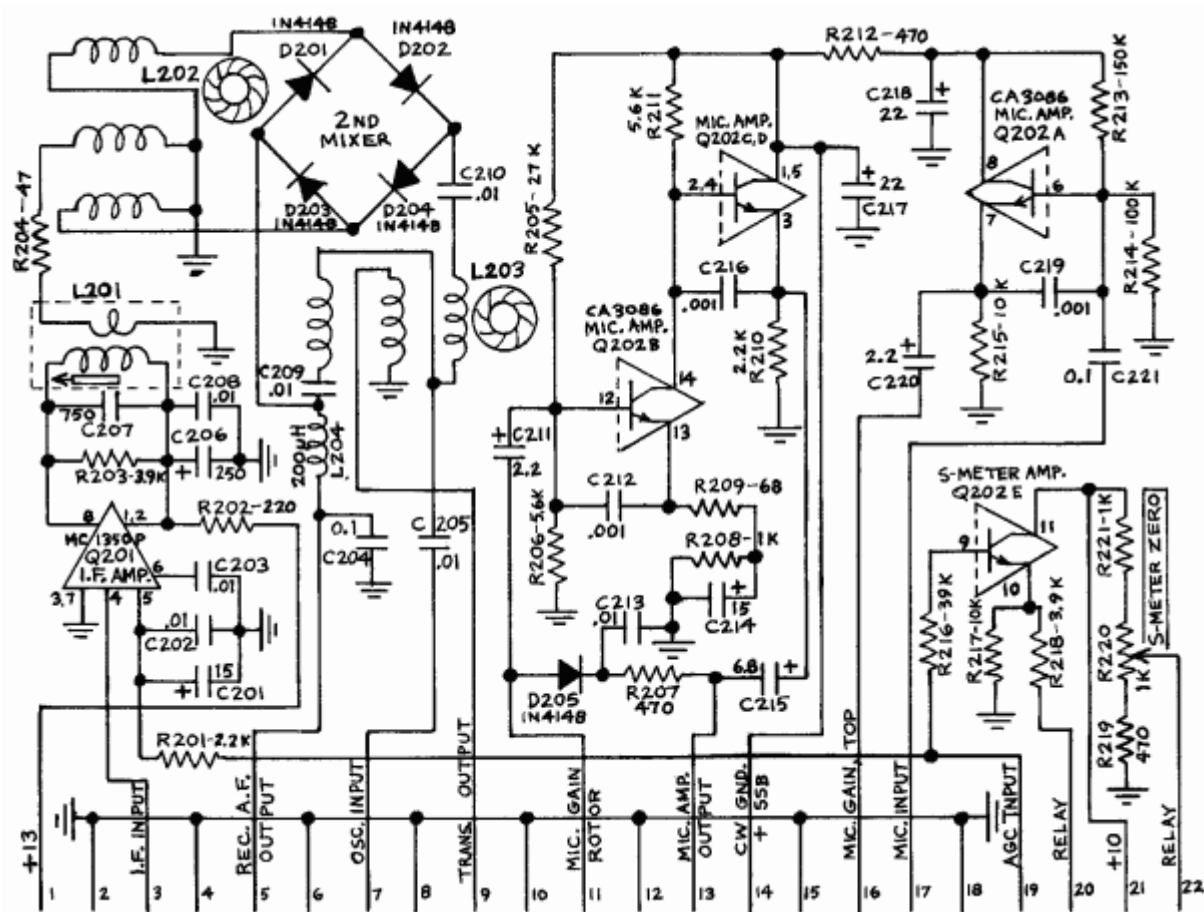 1N4148
D201
1N4148
D202
L202
2ND
MIXER
D203
1N4148
D204
1N4148
C210
.01
R204--47
L201
L203
C209
.01
200μH
L204
750
C207
C208
.01
C206
250
R203-3.9K
R202-220
8
1,2
MC1350P
Q201
I.F. AMP.
6
3,7
4
5
C203
.01
.01
C202
15
C201
0.1
C204
C205
.01
R201-2.2K
R205-27K
5.6K
R211
MIC. AMP.
Q202C,D
1,5
2,4
3
R212-470
C218
22
22
C217
C216
.001
2.2K
R210
CA3086
MIC. AMP.
Q202B
14
12
13
C211
2.2
C212
.001
R206-5.6K
R209-68
R208-1K
15
C214
C213
.01
D205
1N4148
R207
470
6.8
C215
CA3086
MIC. AMP.
Q202A
8
6
7
R213-150K
R214-100K
C219
.001
R215-10K
2.2
C220
0.1
C221
S-METER AMP.
Q202E
11
9
10
R216-39K
R217-10K
R218-3.9K
R221-1K
S-METER ZERO
R220
1K
R219
470
+13
I.F. INPUT
REC. A.F.
OUTPUT
OSC. INPUT
TRANS. OUTPUT
MIC. GAIN
ROTOR
MIC. AMP.
OUTPUT
CW GND.
+ SSB
MIC. GAIN, TOP
MIC. INPUT
AGC INPUT
RELAY
+10
RELAY
1 2 3 4 5 6 7 8 9 10 11 12 13 14 15 16 17 18 19 20 21 22